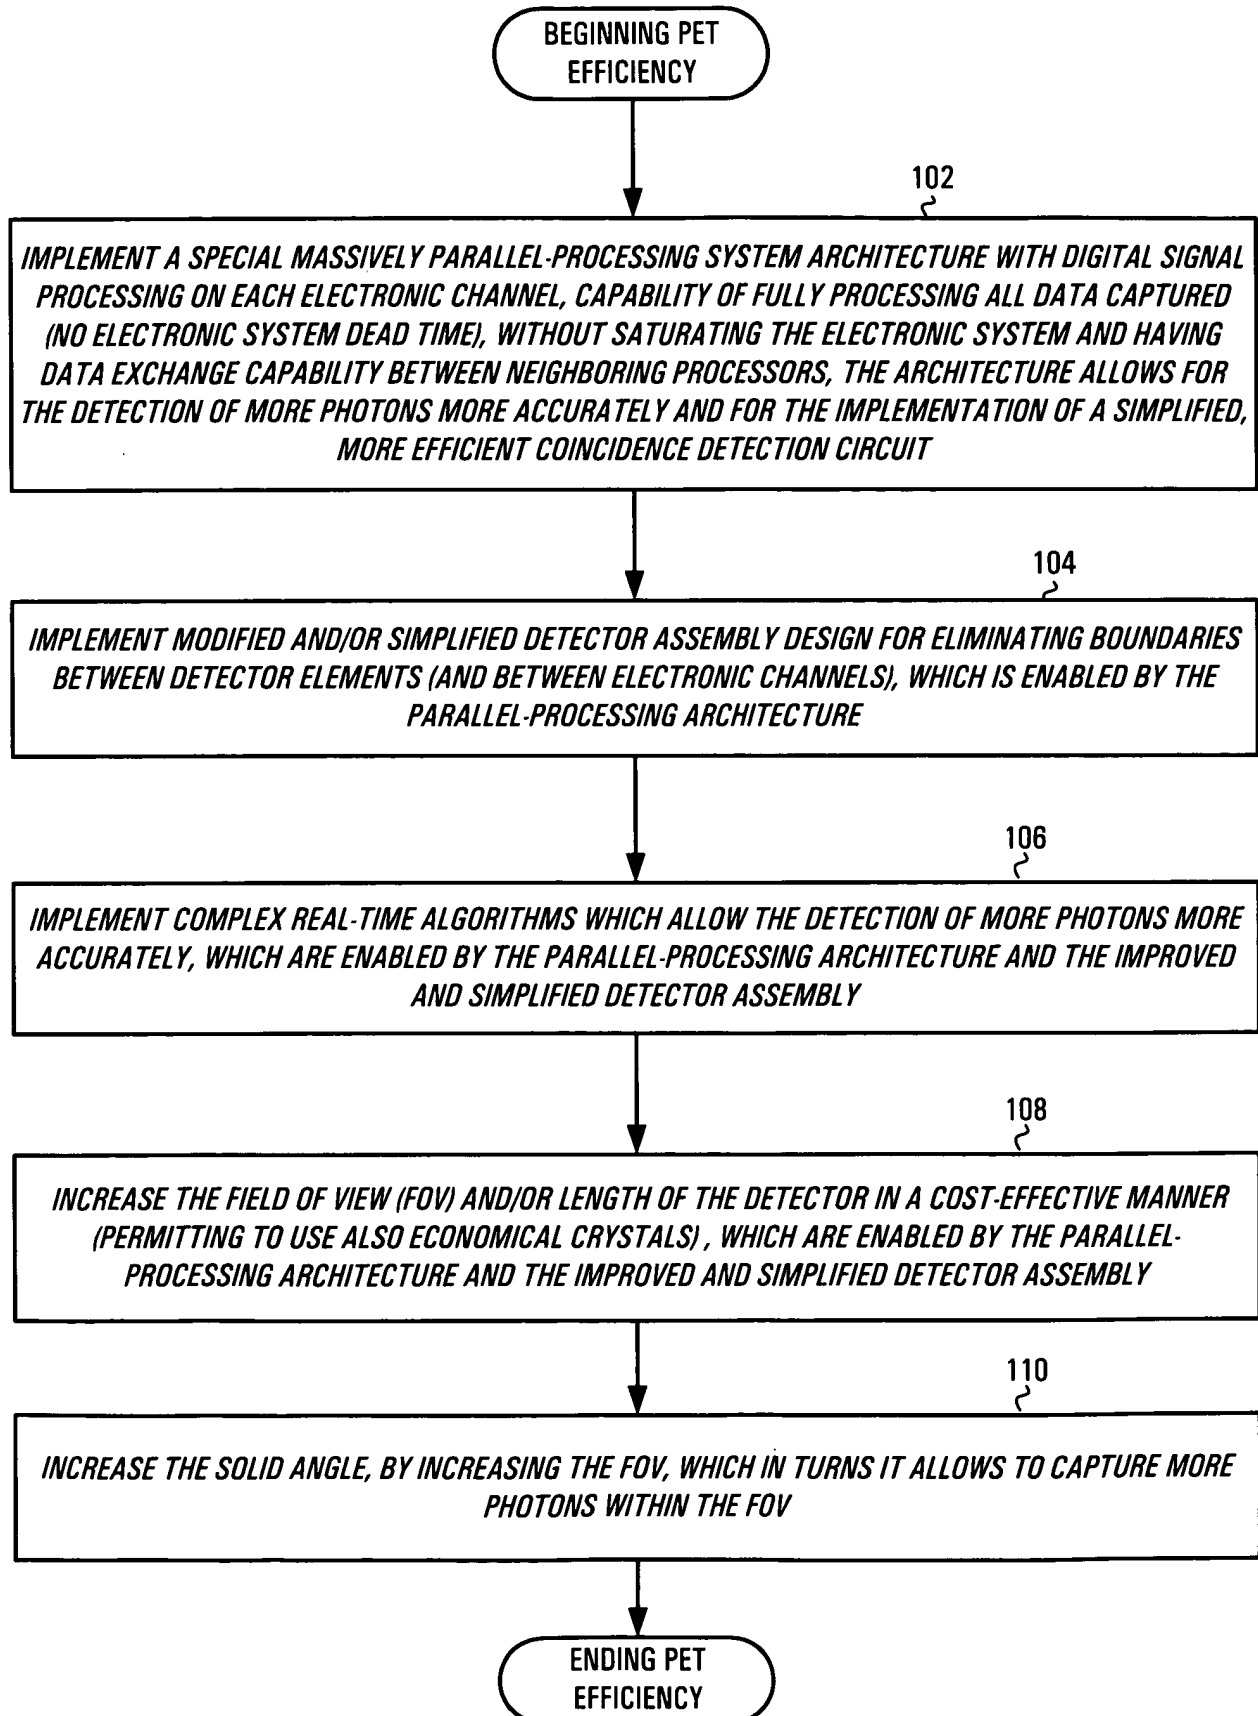 BEGINNING PET
EFFICIENCY
102
IMPLEMENT A SPECIAL MASSIVELY PARALLEL-PROCESSING SYSTEM ARCHITECTURE WITH DIGITAL SIGNAL
PROCESSING ON EACH ELECTRONIC CHANNEL, CAPABILITY OF FULLY PROCESSING ALL DATA CAPTURED
(NO ELECTRONIC SYSTEM DEAD TIME), WITHOUT SATURATING THE ELECTRONIC SYSTEM AND HAVING
DATA EXCHANGE CAPABILITY BETWEEN NEIGHBORING PROCESSORS, THE ARCHITECTURE ALLOWS FOR
THE DETECTION OF MORE PHOTONS MORE ACCURATELY AND FOR THE IMPLEMENTATION OF A SIMPLIFIED,
MORE EFFICIENT COINCIDENCE DETECTION CIRCUIT
104
IMPLEMENT MODIFIED AND/OR SIMPLIFIED DETECTOR ASSEMBLY DESIGN FOR ELIMINATING BOUNDARIES
BETWEEN DETECTOR ELEMENTS (AND BETWEEN ELECTRONIC CHANNELS), WHICH IS ENABLED BY THE
PARALLEL-PROCESSING ARCHITECTURE
106
IMPLEMENT COMPLEX REAL-TIME ALGORITHMS WHICH ALLOW THE DETECTION OF MORE PHOTONS MORE
ACCURATELY, WHICH ARE ENABLED BY THE PARALLEL-PROCESSING ARCHITECTURE AND THE IMPROVED
AND SIMPLIFIED DETECTOR ASSEMBLY
108
INCREASE THE FIELD OF VIEW (FOV) AND/OR LENGTH OF THE DETECTOR IN A COST-EFFECTIVE MANNER
(PERMITTING TO USE ALSO ECONOMICAL CRYSTALS) , WHICH ARE ENABLED BY THE PARALLEL-
PROCESSING ARCHITECTURE AND THE IMPROVED AND SIMPLIFIED DETECTOR ASSEMBLY
110
INCREASE THE SOLID ANGLE, BY INCREASING THE FOV, WHICH IN TURNS IT ALLOWS TO CAPTURE MORE
PHOTONS WITHIN THE FOV
ENDING PET
EFFICIENCY